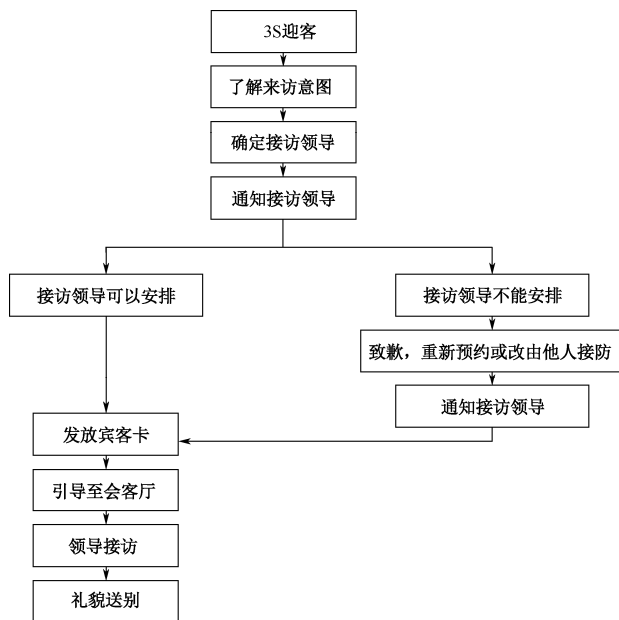 3S迎客
了解来访意图
确定接访领导
通知接访领导
接访领导可以安排
接访领导不能安排
致歉，重新预约或改由他人接防
通知接访领导
发放宾客卡
引导至会客厅
领导接访
礼貌送别